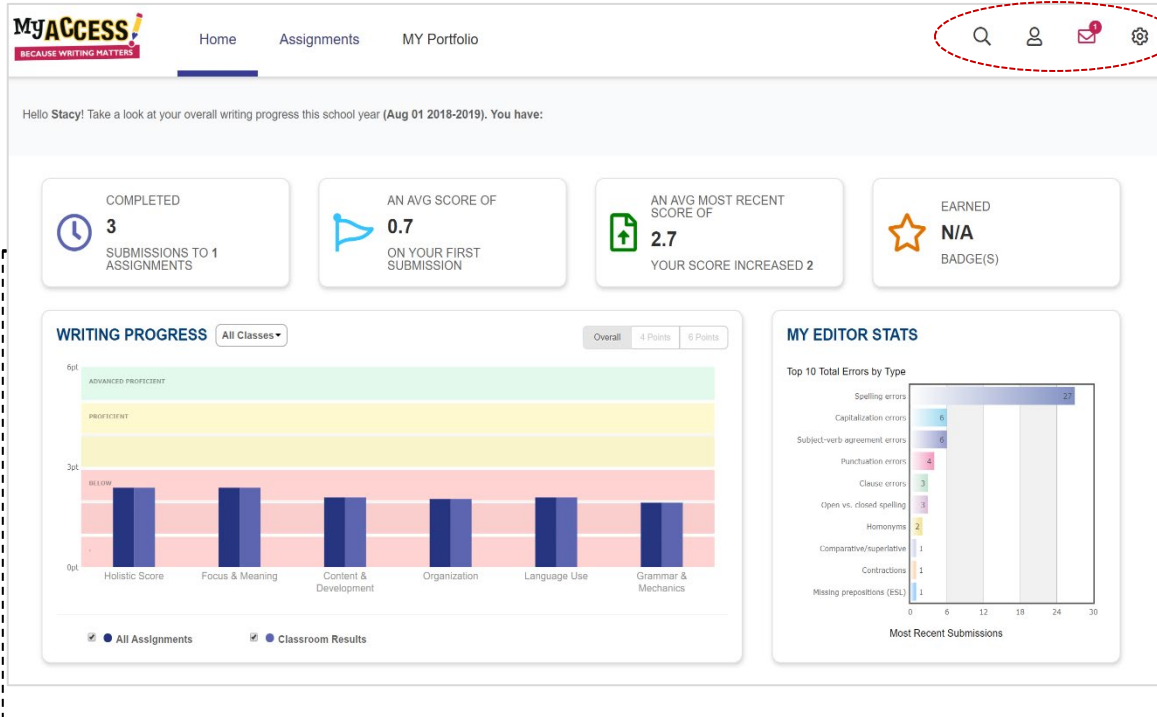 MYACCESS!
BECAUSE WRITING MATTERS
Home
Assignments
MY Portfolio
1
Hello Stacy! Take a look at your overall writing progress this school year (Aug 01 2018-2019). You have:
COMPLETED
3
SUBMISSIONS TO 1
ASSIGNMENTS
AN AVG SCORE OF
0.7
ON YOUR FIRST
SUBMISSION
AN AVG MOST RECENT
SCORE OF
2.7
YOUR SCORE INCREASED 2
EARNED
N/A
BADGE(S)
WRITING PROGRESS
All Classes
Overall
4 Points
6 Points
6pt
ADVANCED PROFICIENT
PROFICIENT
3pt
BLLOW
0pt
Holistic Score
Focus & Meaning
Content &
Development
Organization
Language Use
Grammar &
Mechanics
All Assignments
Classroom Results
MY EDITOR STATS
Top 10 Total Errors by Type
Spelling errors 27
Capitalization errors 6
Subject-verb agreement errors 6
Punctuation errors 4
Clause errors 3
Open vs. closed spelling 3
Homonyms 2
Comparative/superlative 1
Contractions 1
Missing prepositions (ESL) 1
0 6 12 18 24 30
Most Recent Submissions